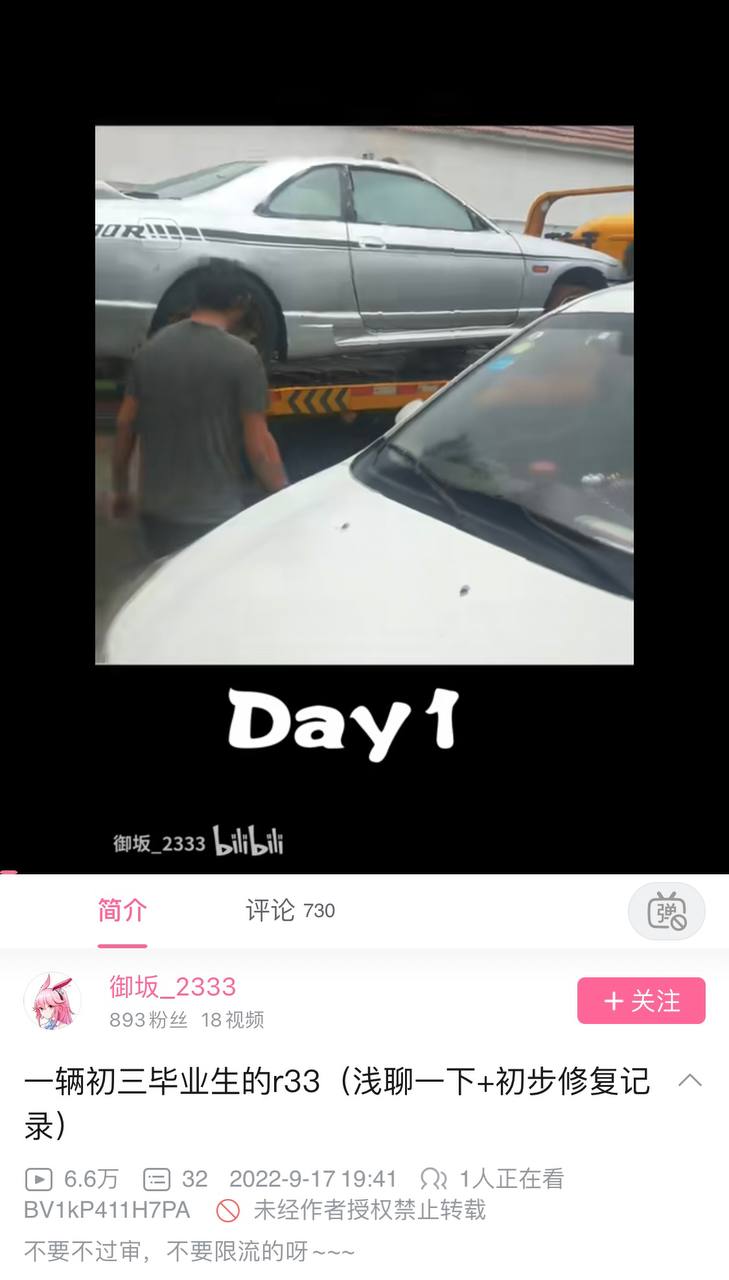 00R
Day1
御坂_2333 bilibili
简介
评论 730
弹
御坂_2333
893粉丝 18视频
+ 关注
一辆初三毕业生的r33（浅聊一下+初步修复记
录）
6.6万 32 2022-9-17 19:41 1人正在看
BV1kP411H7PA 未经作者授权禁止转载
不要不过审，不要限流的呀~~~